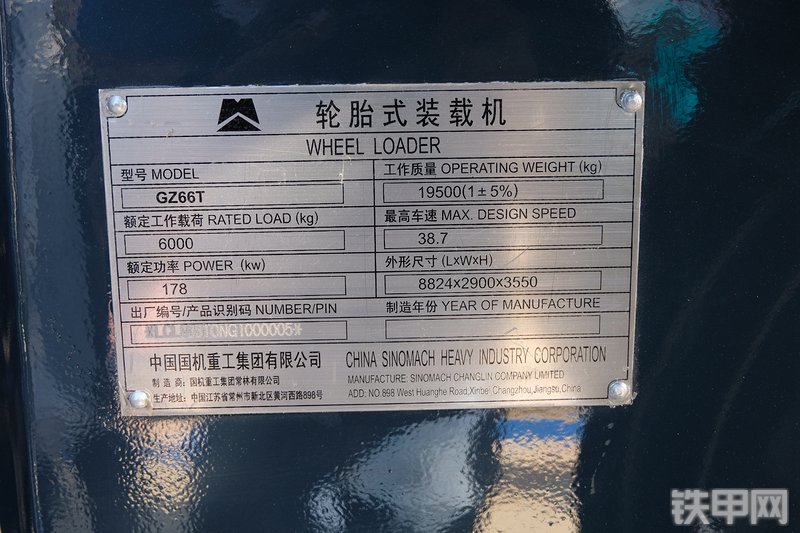 轮胎式装载机
WHEEL LOADER
型号 MODEL
GZ66T
工作质量 OPERATING WEIGHT (kg)
19500(1±5%)
额定工作载荷 RATED LOAD (kg)
6000
最高车速 MAX. DESIGN SPEED
38.7
额定功率 POWER (kw)
178
外形尺寸 (L×W×H)
8824×2900×3550
出厂编号/产品识别码 NUMBER/PIN
制造年份 YEAR OF MANUFACTURE
中国国机重工集团有限公司 CHINA SINOMACH HEAVY INDUSTRY CORPORATION
制造商: 国机重工集团常林有限公司 MANUFACTURE: SINOMACH CHANGLIN COMPANY LIMITED
生产地址: 中国江苏省常州市新北区黄河西路898号 ADD: NO.898 West Huanghe Road,Xinbei Changzhou,Jiangsu,China
铁甲网